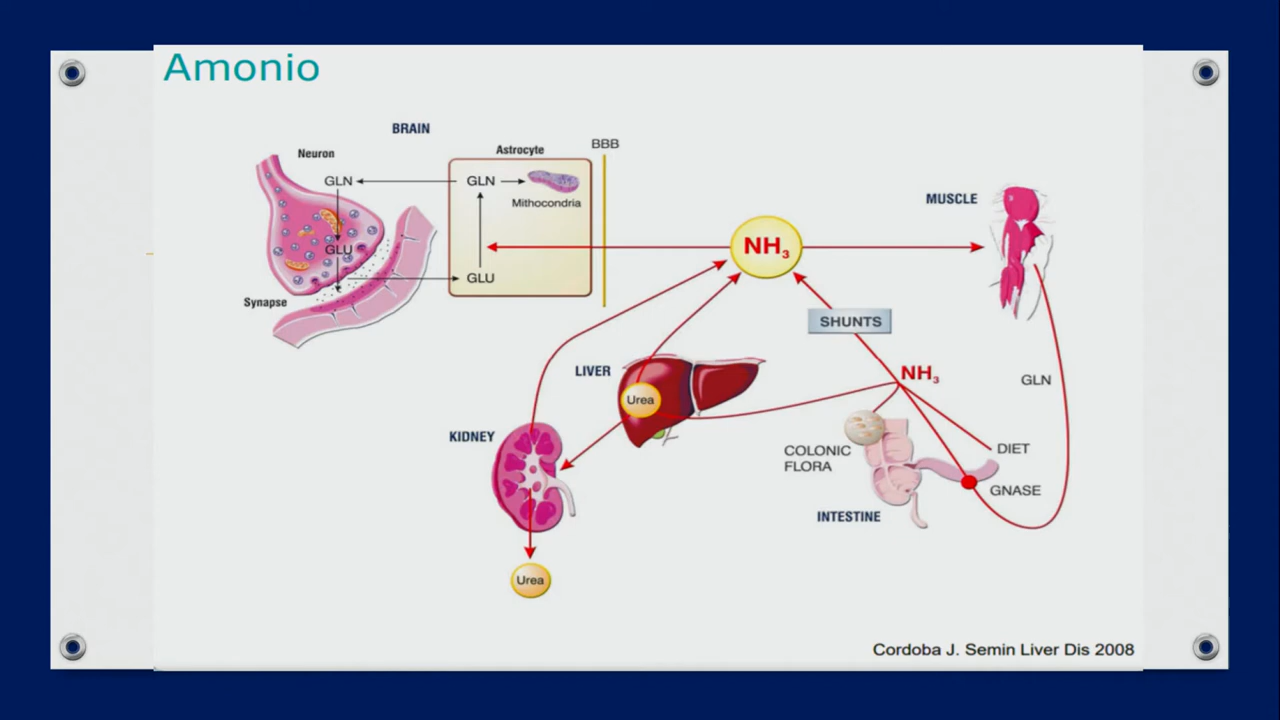 Amonio
BRAIN
Neuron
Astrocyte
BBB
GLN
GLN
Mithocondria
GLU
GLU
Synapse
NH₃
MUSCLE
SHUNTS
LIVER
Urea
NH₃
GLN
KIDNEY
COLONIC
FLORA
DIET
GNASE
INTESTINE
Urea
Cordoba J. Semin Liver Dis 2008